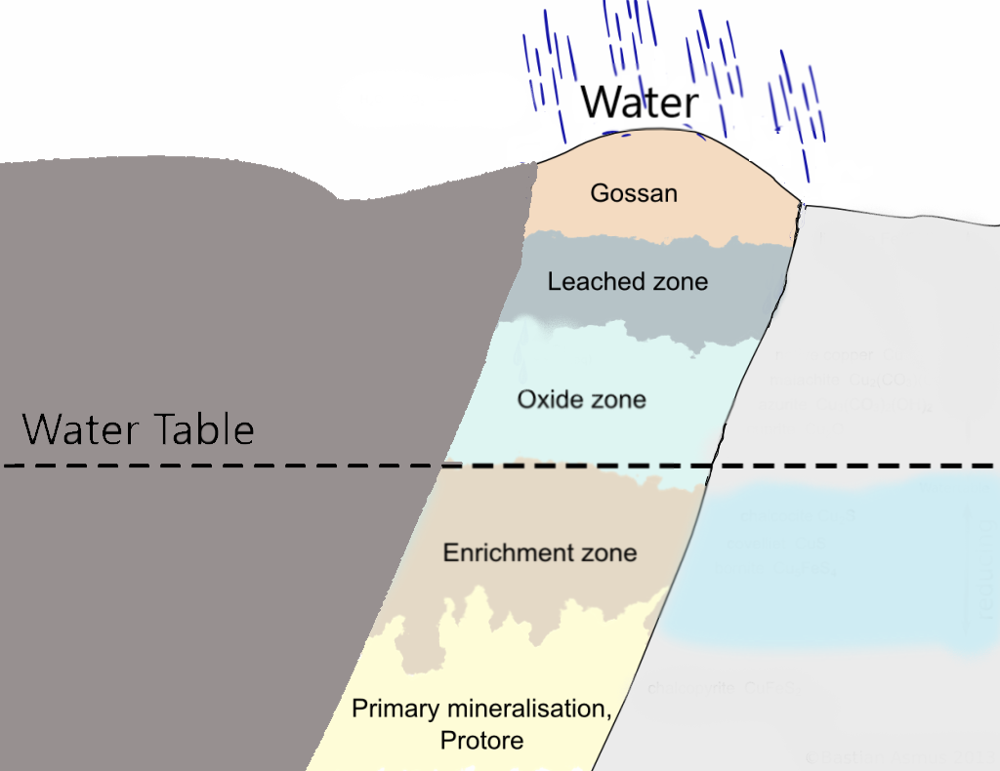 Water
Gossan
Leached zone
Oxide zone
Water Table
Enrichment zone
Primary mineralisation,
Protore